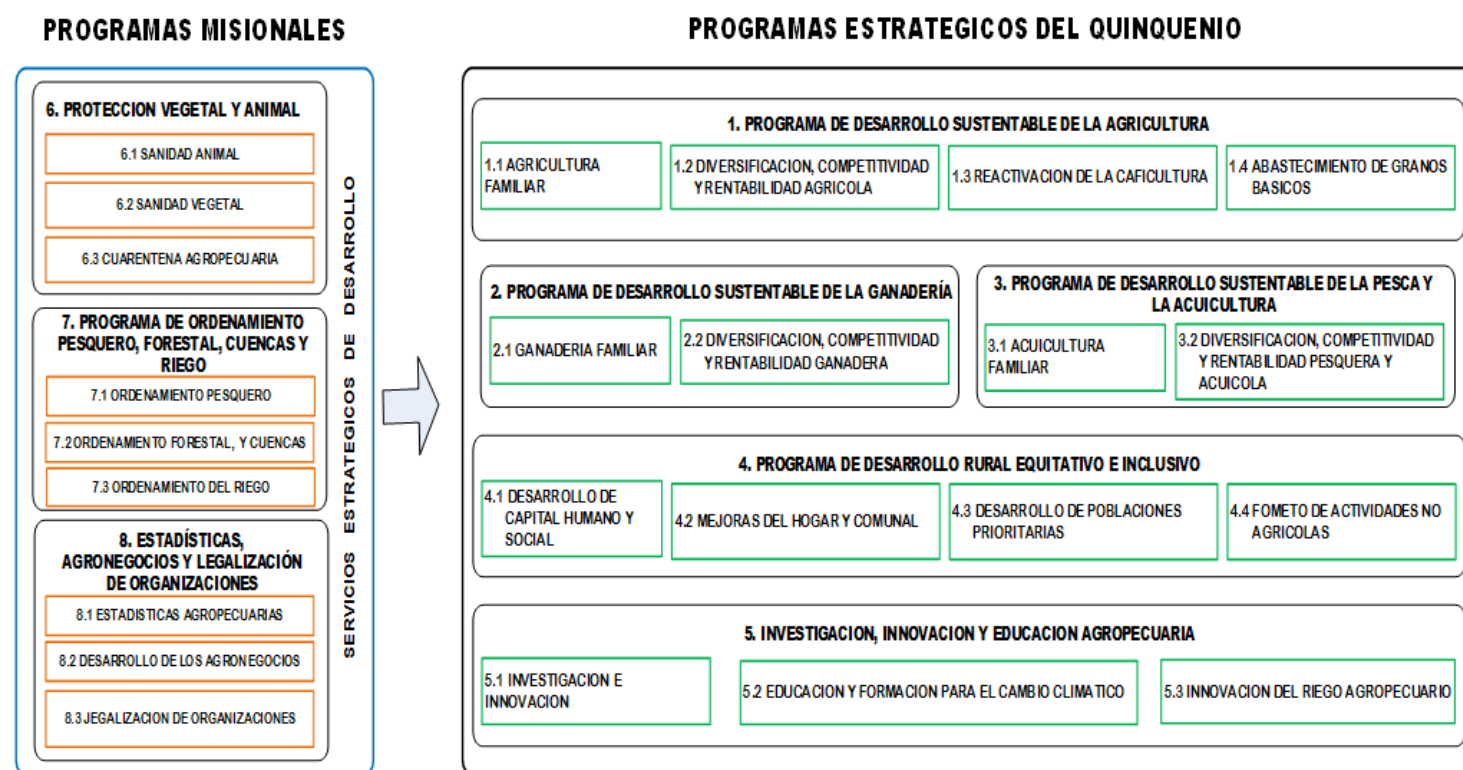 PROGRAMAS MISIONALES
6. PROTECCION VEGETAL Y ANIMAL
6.1 SANIDAD ANIMAL
6.2 SANIDAD VEGETAL
6.3 CUARENTENA AGROPECUARIA
7. PROGRAMA DE ORDENAMIENTO
PESQUERO, FORESTAL, CUENCAS Y
RIEGO
7.1 ORDENAMIENTO PESQUERO
7.2 ORDENAMIENTO FORESTAL, Y CUENCAS
7.3 ORDENAMIENTO DEL RIEGO
8. ESTADÍSTICAS,
AGRONEGOCIOS Y LEGALIZACIÓN
DE ORGANIZACIONES
8.1 ESTADISTICAS AGROPECUARIAS
8.2 DESARROLLO DE LOS AGRONEGOCIOS
8.3 JEGALIZACION DE ORGANIZACIONES
SERVICIOS ESTRATEGICOS DE DESARROLLO
PROGRAMAS ESTRATEGICOS DEL QUINQUENIO
1. PROGRAMA DE DESARROLLO SUSTENTABLE DE LA AGRICULTURA
1.1 AGRICULTURA
FAMILIAR
1.2 DIVERSIFICACION, COMPETITIVIDAD
Y RENTABILIDAD AGRICOLA
1.3 REACTIVACION DE LA CAFICULTURA
1.4 ABASTECIMIENTO DE GRANOS
BASICOS
2. PROGRAMA DE DESARROLLO SUSTENTABLE DE LA GANADERÍA
2.1 GANADERIA FAMILIAR
2.2 DIVERSIFICACION, COMPETITIVIDAD
Y RENTABILIDAD GANADERA
3. PROGRAMA DE DESARROLLO SUSTENTABLE DE LA PESCA Y
LA ACUICULTURA
3.1 ACUICULTURA
FAMILIAR
3.2 DIVERSIFICACION, COMPETITIVIDAD
Y RENTABILIDAD PESQUERA Y
ACUICOLA
4. PROGRAMA DE DESARROLLO RURAL EQUITATIVO E INCLUSIVO
4.1 DESARROLLO DE
CAPITAL HUMANO Y
SOCIAL
4.2 MEJORAS DEL HOGAR Y COMUNAL
4.3 DESARROLLO DE POBLACIONES
PRIORITARIAS
4.4 FOMETO DE ACTIVIDADES NO
AGRICOLAS
5. INVESTIGACION, INNOVACION Y EDUCACION AGROPECUARIA
5.1 INVESTIGACION E
INNOVACION
5.2 EDUCACION Y FORMACION PARA EL CAMBIO CLIMATICO
5.3 INNOVACION DEL RIEGO AGROPECUARIO